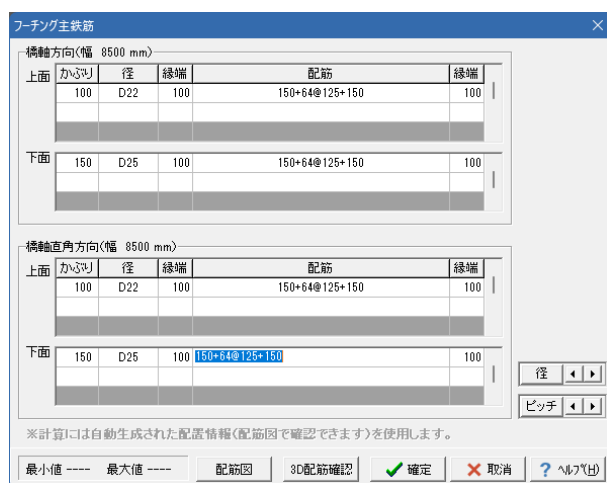 フーチング主鉄筋
橋軸方向(幅 8500 mm)
上面 かぶり 径 縁端 配筋 縁端
100 D22 100 150+64@125+150 100
下面 150 D25 100 150+64@125+150 100
橋軸直角方向(幅 8500 mm)
上面 かぶり 径 縁端 配筋 縁端
100 D22 100 150+64@125+150 100
下面 150 D25 100 150+64@125+150 100
径
ピッチ
※計算には自動生成された配置情報(配筋図で確認できます)を使用します。
最小値 ---- 最大値 ---- 配筋図 3D配筋確認 確定 取消 ? ヘルプ(H)